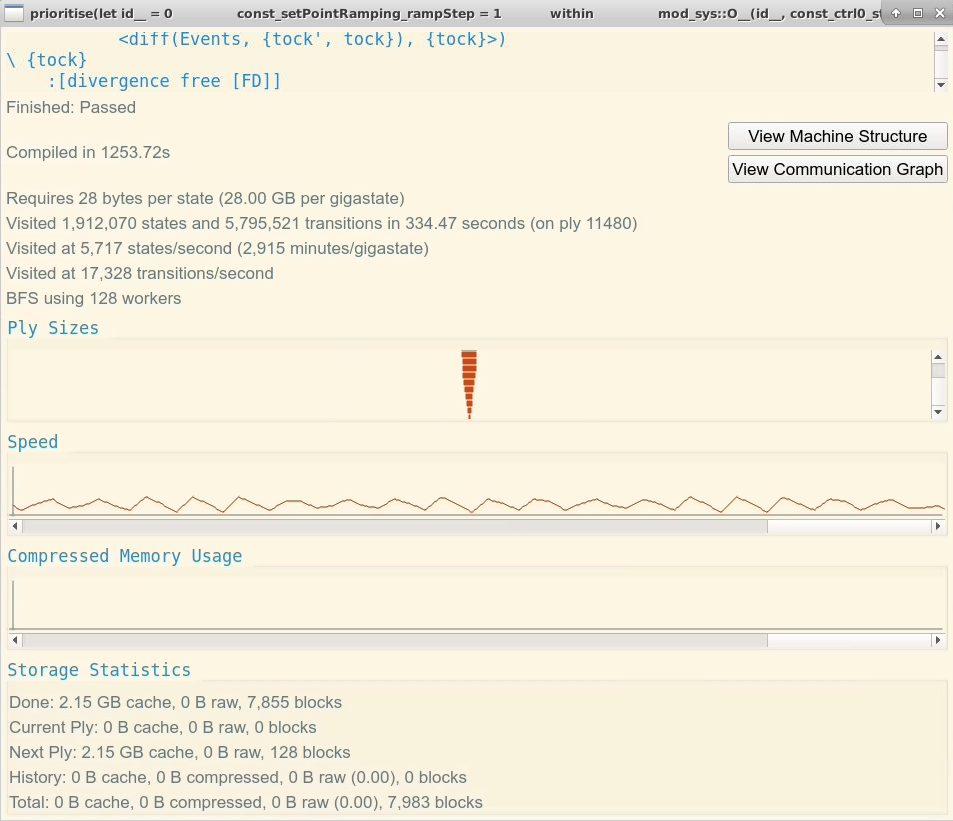 prioritise(let id__ = 0 const_setPointRamping_rampStep = 1 within mod_sys::O__(id__, const_ctrl0_st
<diff(Events, {tock', tock}), {tock}>)
\ {tock}
:[divergence free [FD]]
Finished: Passed
View Machine Structure
Compiled in 1253.72s
View Communication Graph
Requires 28 bytes per state (28.00 GB per gigastate)
Visited 1,912,070 states and 5,795,521 transitions in 334.47 seconds (on ply 11480)
Visited at 5,717 states/second (2,915 minutes/gigastate)
Visited at 17,328 transitions/second
BFS using 128 workers
Ply Sizes
Speed
Compressed Memory Usage
Storage Statistics
Done: 2.15 GB cache, 0 B raw, 7,855 blocks
Current Ply: 0 B cache, 0 B raw, 0 blocks
Next Ply: 2.15 GB cache, 0 B raw, 128 blocks
History: 0 B cache, 0 B compressed, 0 B raw (0.00), 0 blocks
Total: 0 B cache, 0 B compressed, 0 B raw (0.00), 7,983 blocks